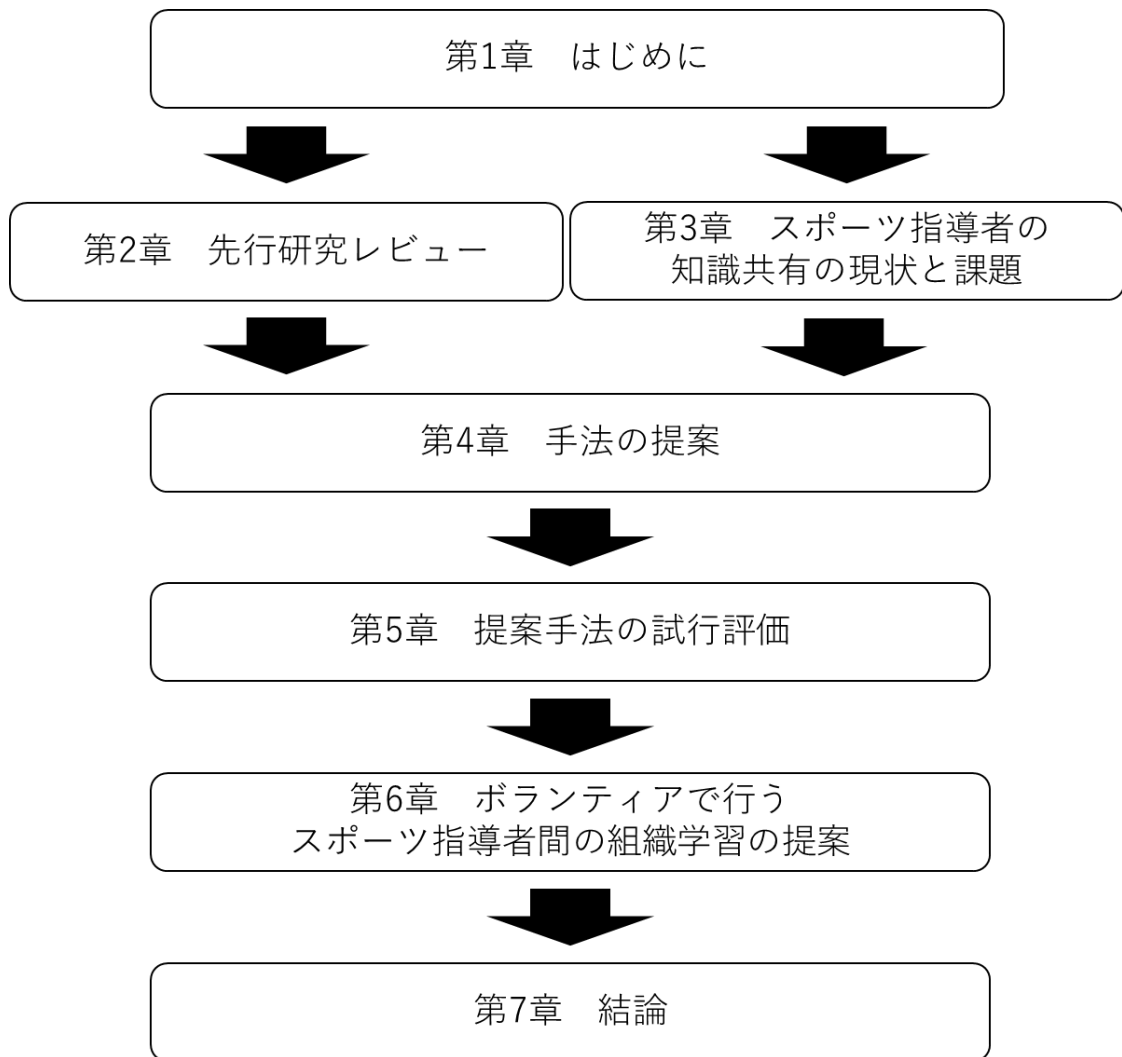 第1章　はじめに
第2章　先行研究レビュー
第3章　スポーツ指導者の
知識共有の現状と課題
第4章　手法の提案
第5章　提案手法の試行評価
第6章　ボランティアで行う
スポーツ指導者間の組織学習の提案
第7章　結論